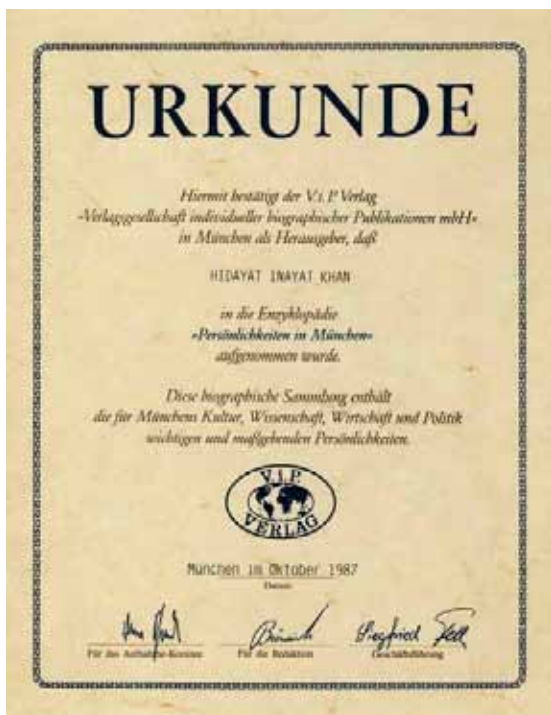 URKUNDE
Hiermit bestätigt der V.i.P. Verlag
»Verlagsgesellschaft individueller biographischer Publikationen mbH«
in München als Herausgeber, daß
HIDAYAT INAYAT KHAN
in die Enzyklopädie
»Persönlichkeiten in München«
aufgenommen wurde.
Diese biographische Sammlung enthält
die für Münchens Kultur, Wissenschaft, Wirtschaft und Politik
wichtigen und maßgebenden Persönlichkeiten.
V.i.P.
VERLAG
München im Oktober 1987
Datum
Siegfried
Für das Aufnahme-Komitee Für die Redaktion Geschäftsführung